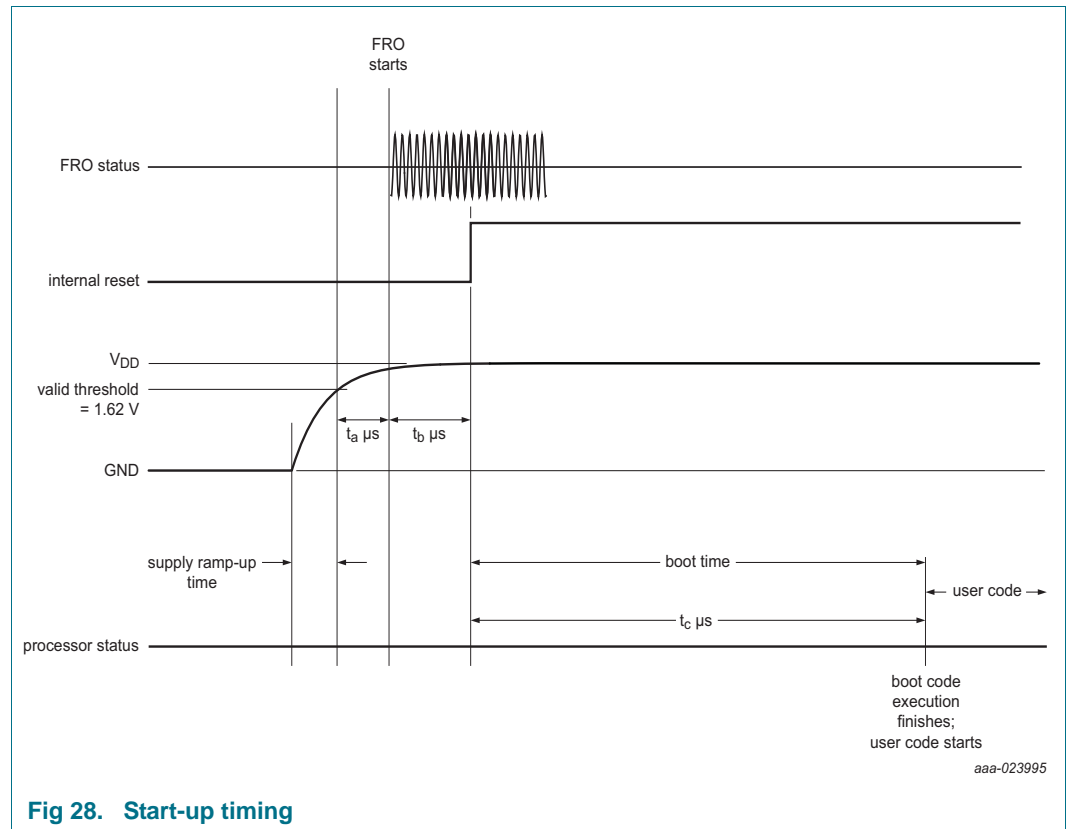 FRO
starts
FRO status
internal reset
VDD
valid threshold
= 1.62 V
ta μs
tb μs
GND
supply ramp-up
time
boot time
user code
tc μs
processor status
boot code
execution
finishes;
user code starts
aaa-023995
Fig 28. Start-up timing